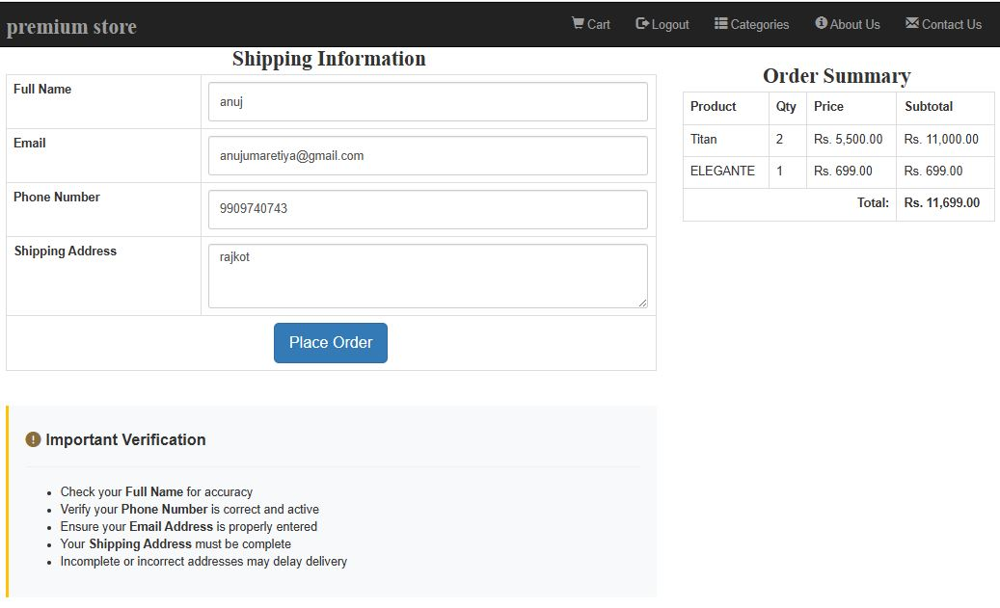 premium store
Cart Logout Categories About Us Contact Us
Shipping Information
Full Name anuj
Email anujumaretiya@gmail.com
Phone Number 9909740743
Shipping Address rajkot
Place Order
Order Summary
Product Qty Price Subtotal
Titan 2 Rs. 5,500.00 Rs. 11,000.00
ELEGANTE 1 Rs. 699.00 Rs. 699.00
Total: Rs. 11,699.00
Important Verification
Check your Full Name for accuracy
Verify your Phone Number is correct and active
Ensure your Email Address is properly entered
Your Shipping Address must be complete
Incomplete or incorrect addresses may delay delivery